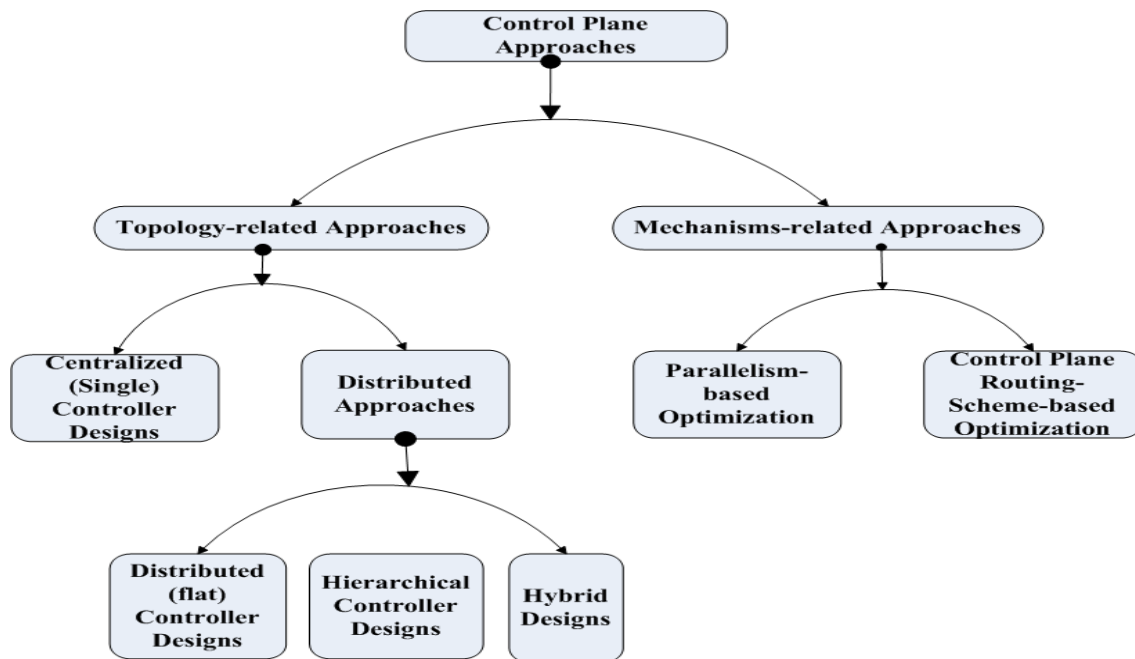 Control Plane
Approaches
Topology-related Approaches
Mechanisms-related Approaches
Centralized
(Single)
Controller
Designs
Distributed
Approaches
Parallelism-
based
Optimization
Control Plane
Routing-
Scheme-based
Optimization
Distributed
(flat)
Controller
Designs
Hierarchical
Controller
Designs
Hybrid
Designs